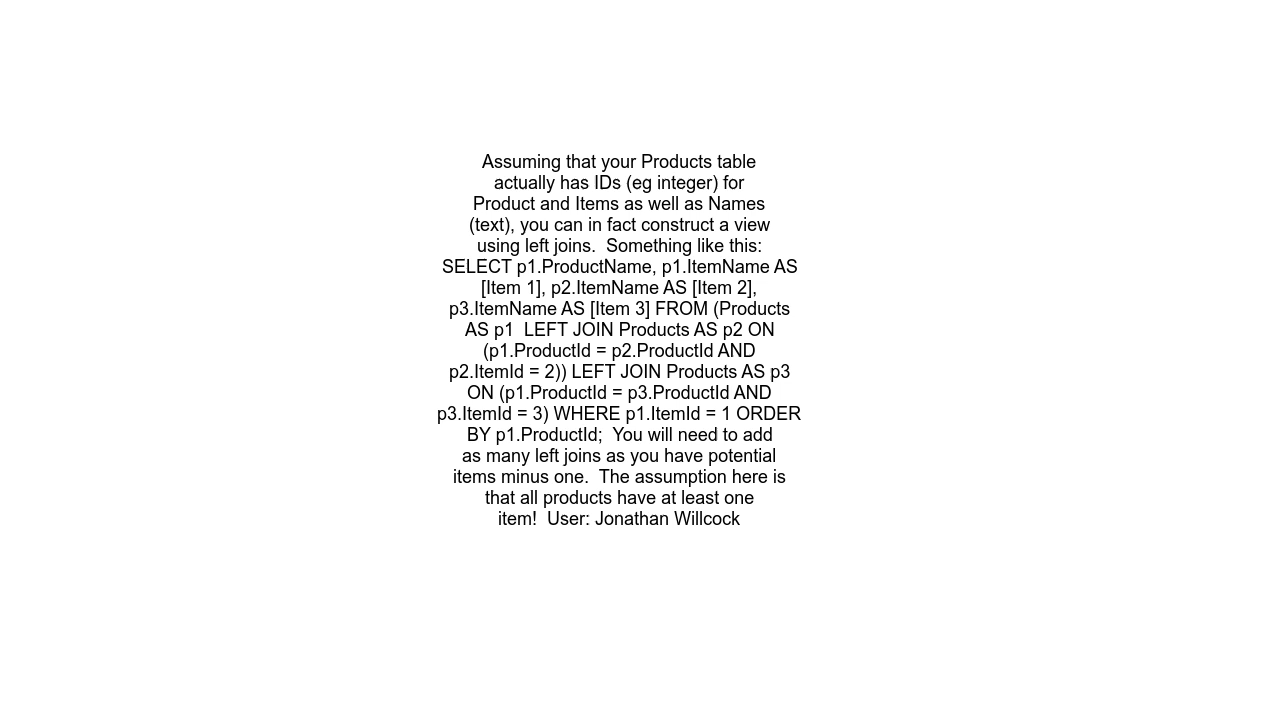 Assuming that your Products table
actually has IDs (eg integer) for
Product and Items as well as Names
(text), you can in fact construct a view
using left joins.  Something like this:
SELECT p1.ProductName, p1.ItemName AS
[Item 1], p2.ItemName AS [Item 2],
p3.ItemName AS [Item 3] FROM (Products
AS p1  LEFT JOIN Products AS p2 ON
(p1.ProductId = p2.ProductId AND
p2.ItemId = 2)) LEFT JOIN Products AS p3
ON (p1.ProductId = p3.ProductId AND
p3.ItemId = 3) WHERE p1.ItemId = 1 ORDER
BY p1.ProductId;  You will need to add
as many left joins as you have potential
items minus one.  The assumption here is
that all products have at least one
item!  User: Jonathan Willcock